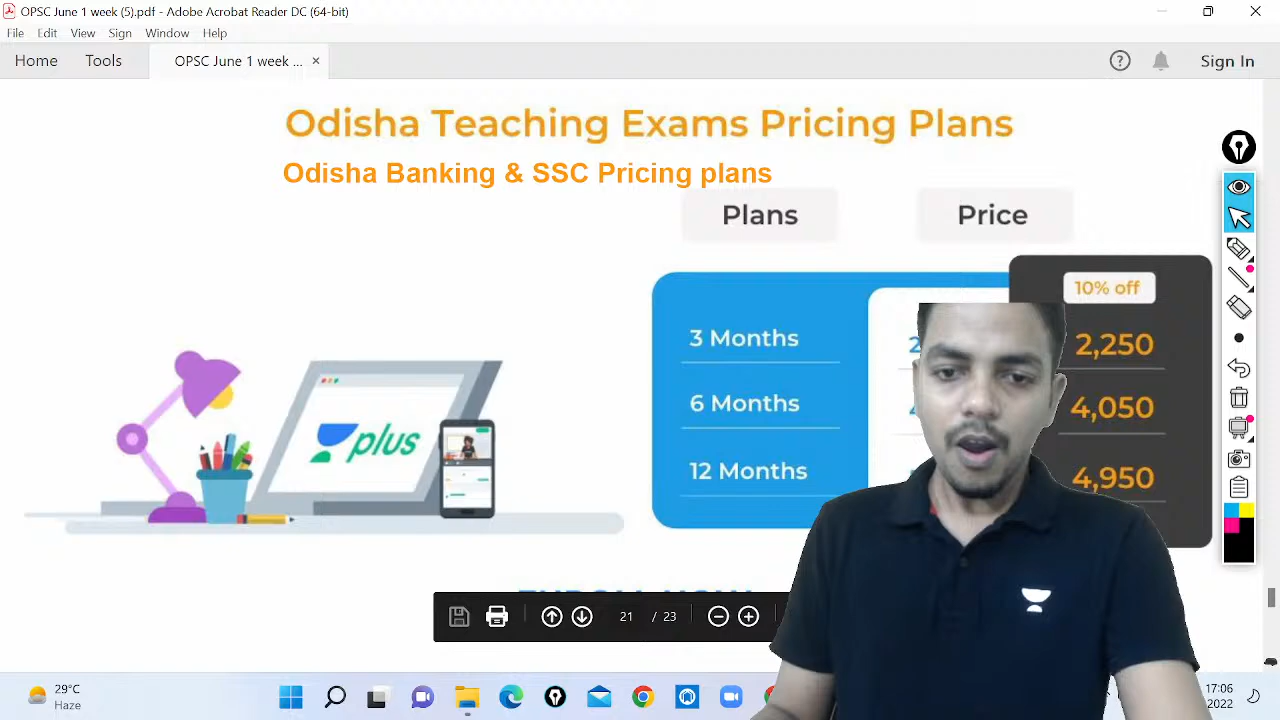 OPSC June 1 week (5).pdf - Adobe Acrobat Reader DC (64-bit)
File Edit View Sign Window Help
Home Tools OPSC June 1 week ... × Sign In
Odisha Teaching Exams Pricing Plans
Odisha Banking & SSC Pricing plans
Plans Price
10% off
3 Months 2,250
6 Months 4,050
12 Months 4,950
plus
21 / 23
29°C
Haze
17:06
2022